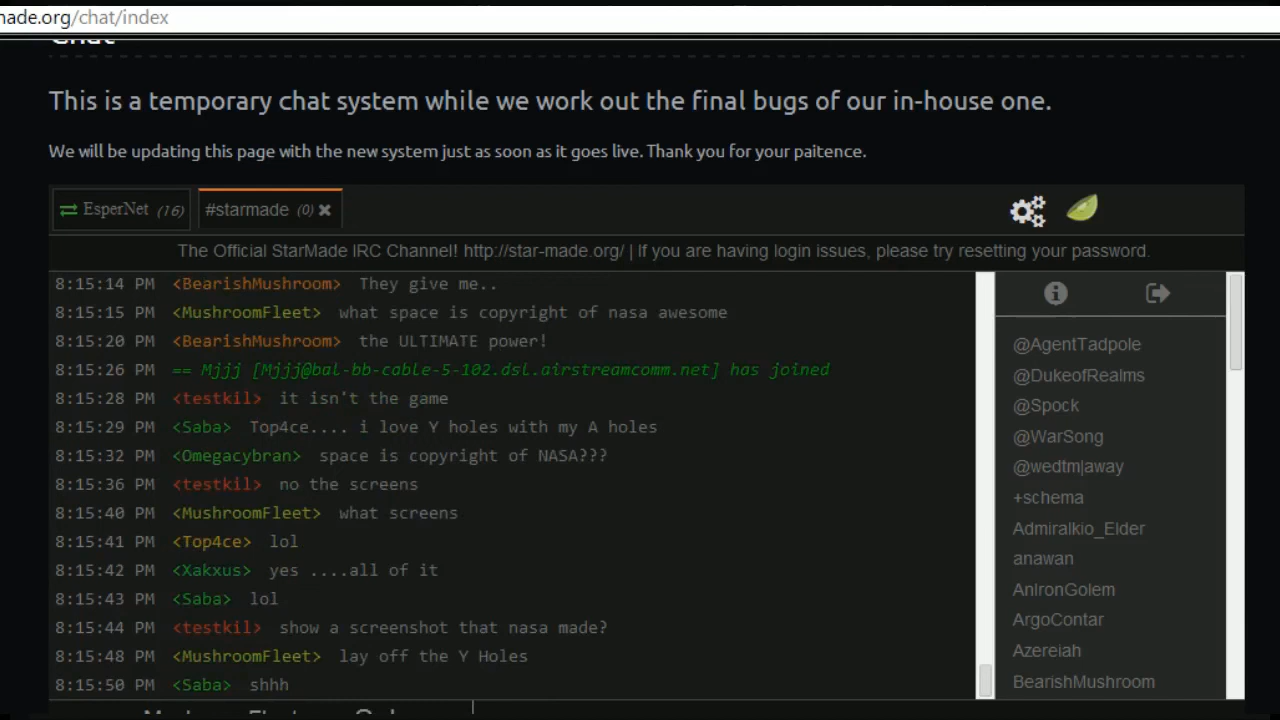 made.org/chat/index
Chat
This is a temporary chat system while we work out the final bugs of our in-house one.
We will be updating this page with the new system just as soon as it goes live. Thank you for your paitence.
EsperNet (16) #starmade (0)
The Official StarMade IRC Channel! http://star-made.org/ | If you are having login issues, please try resetting your password.
8:15:14 PM <BearishMushroom> They give me..
8:15:15 PM <MushroomFleet> what space is copyright of nasa awesome
8:15:20 PM <BearishMushroom> the ULTIMATE power!
8:15:26 PM == Mjjj [Mjjj@bal-bb-cable-5-102.dsl.airstreamcomm.net] has joined
8:15:28 PM <testkil> it isn't the game
8:15:29 PM <Saba> Top4ce.... i love Y holes with my A holes
8:15:32 PM <Omegacybran> space is copyright of NASA???
8:15:36 PM <testkil> no the screens
8:15:40 PM <MushroomFleet> what screens
8:15:41 PM <Top4ce> lol
8:15:42 PM <Xakxus> yes ....all of it
8:15:43 PM <Saba> lol
8:15:44 PM <testkil> show a screenshot that nasa made?
8:15:48 PM <MushroomFleet> lay off the Y Holes
8:15:50 PM <Saba> shhh
@AgentTadpole
@DukeofRealms
@Spock
@WarSong
@wedtm|away
+schema
Admiralkio_Elder
anawan
AnIronGolem
ArgoContar
Azereiah
BearishMushroom